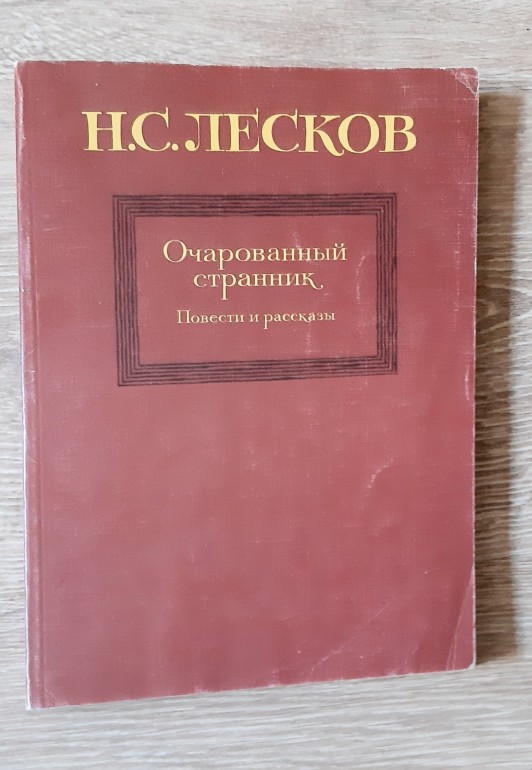 Н.С. ЛЕСКОВ
Очарованный
странник
Повести и рассказы